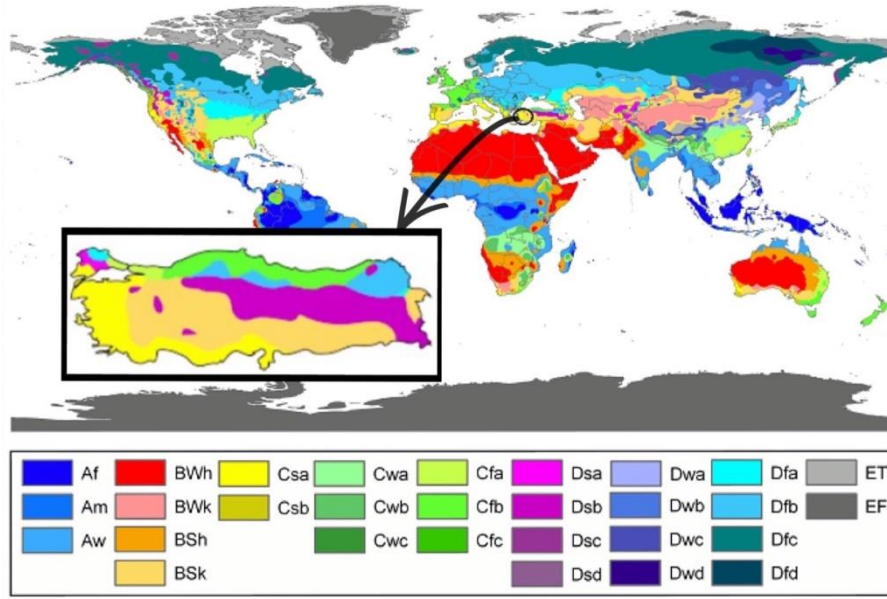 Af BWh Csa Cwa Cfa Dsa Dwa Dfa ET
Am BWk Csb Cwb Cfb Dsb Dwb Dfb EF
Aw BSh Cwc Cfc Dsc Dwc Dfc
BSk Dsd Dwd Dfd